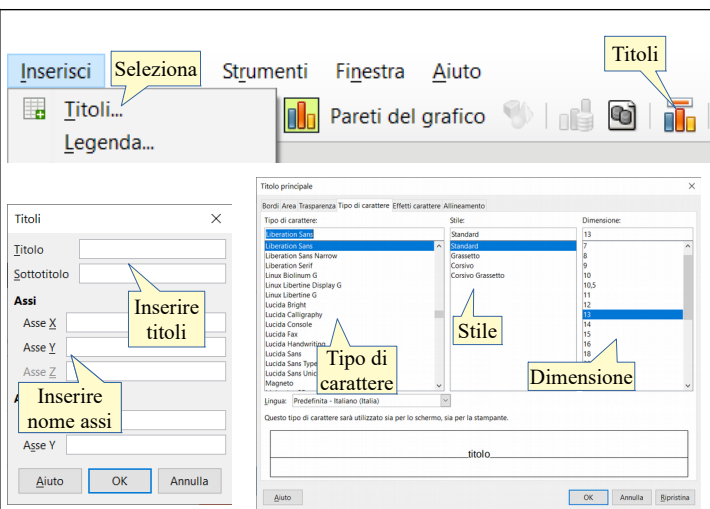 Inserisci
Seleziona
Strumenti
Finestra
Aiuto
Titoli
Titoli...
Pareti del grafico
Legenda...
Titoli
Titolo
Sottotitolo
Inserire
titoli
Assi
Asse X
Asse Y
Asse Z
Inserire
nome assi
Asse Y
Aiuto
OK
Annulla
Titolo principale
Bordi Area Trasparenza Tipo di carattere Effetti carattere Allineamento
Tipo di carattere:
Liberation Sans
Liberation Sans
Liberation Sans Narrow
Liberation Serif
Linux Biolinum G
Linux Libertine Display G
Linux Libertine G
Lucida Bright
Lucida Calligraphy
Lucida Console
Lucida Fax
Lucida Handwriting
Lucida Sans
Lucida Sans Type
Lucida Sans Unic
Magneto
Tipo di
carattere
Stile:
Standard
Standard
Grassetto
Corsivo
Corsivo Grassetto
Stile
Dimensione:
13
7
8
9
10
10,5
11
12
13
14
15
16
18
Dimensione
Lingua:
Predefinita - Italiano (Italia)
Questo tipo di carattere sarà utilizzato sia per lo schermo, sia per la stampante.
titolo
Aiuto
OK
Annulla
Ripristina